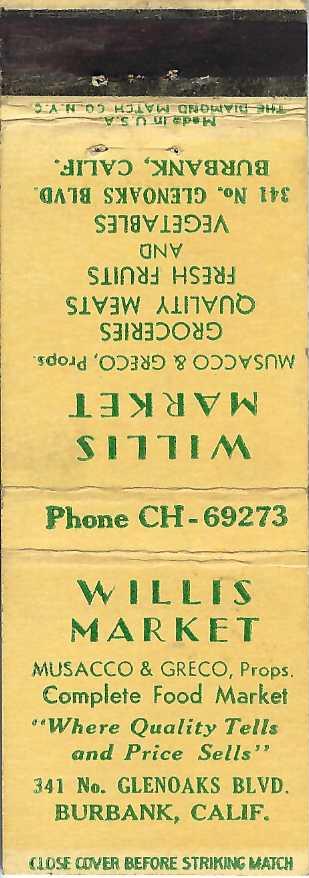 THE DIAMOND MATCH CO. N.Y.C.
Made in U.S.A.
WILLIS
MARKET
MUSACCO & GRECO, Props.
GROCERIES
QUALITY MEATS
FRESH FRUITS
AND
VEGETABLES
341 No. GLENOAKS BLVD.
BURBANK, CALIF.
Phone CH-69273
WILLIS
MARKET
MUSACCO & GRECO, Props.
Complete Food Market
"Where Quality Tells
and Price Sells"
341 No. GLENOAKS BLVD.
BURBANK, CALIF.
CLOSE COVER BEFORE STRIKING MATCH